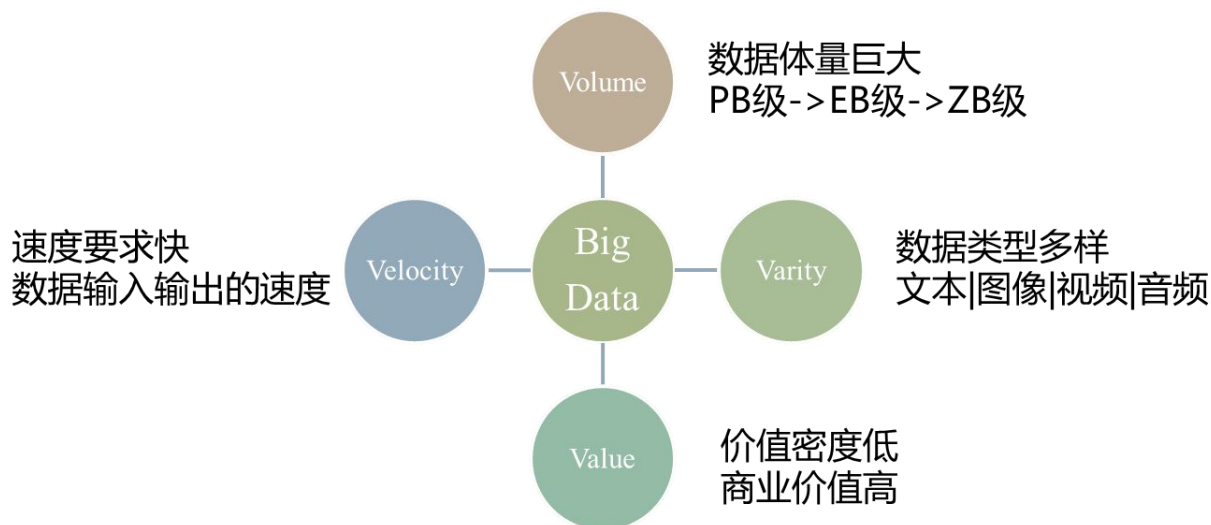 Volume
数据体量巨大
PB级->EB级->ZB级
速度要求快
数据输入输出的速度
Velocity
Big
Data
Varity
数据类型多样
文本|图像|视频|音频
Value
价值密度低
商业价值高